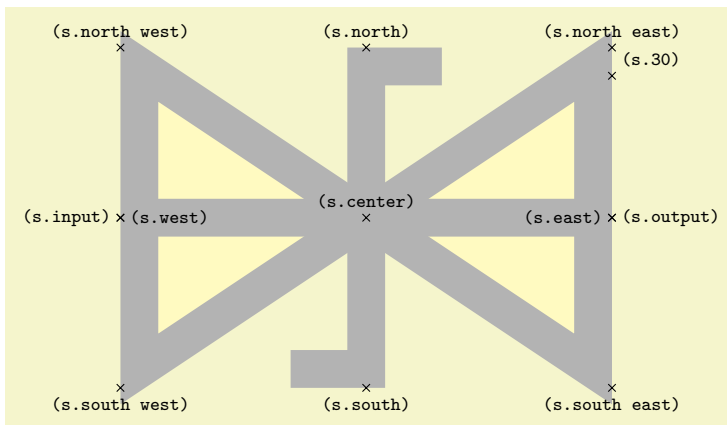 (s.north west) (s.north) (s.north east)
(s.30)
(s.center)
(s.input) (s.west) (s.east) (s.output)
(s.south west) (s.south) (s.south east)